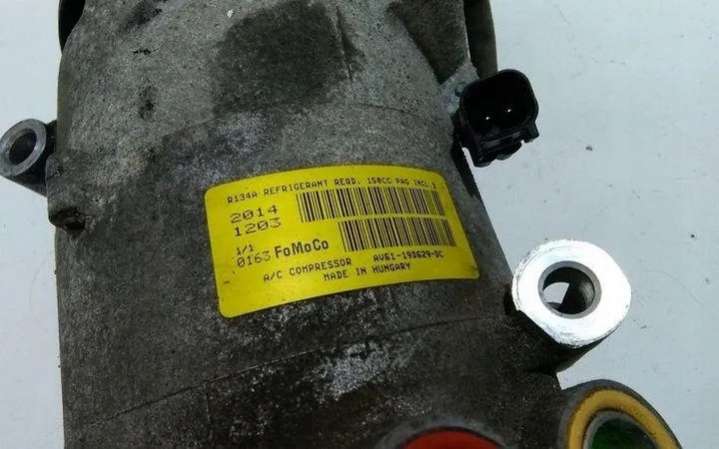 R134A REFRIGERANT REQD. 150CC PAG INCL.
2014
1203
1/1
0163 FoMoCo
A/C COMPRESSOR AV61-19D629-DC
MADE IN HUNGARY